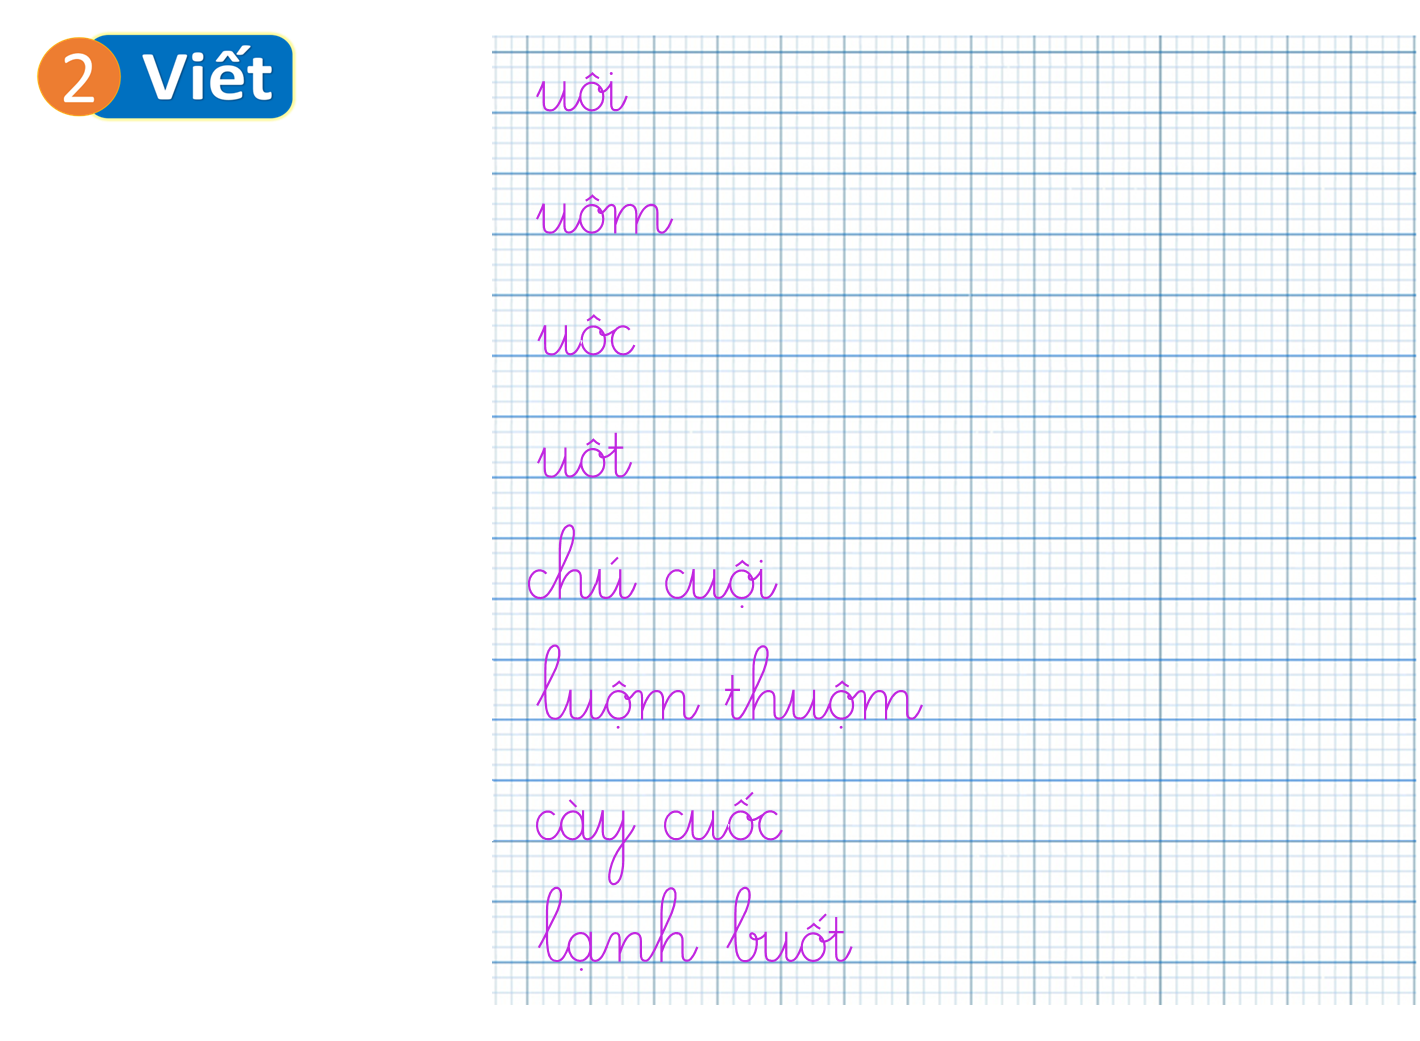 2 Viết
uôi
uôm
uôc
uôt
chú cuội
luộm thuộm
cày cuốc
lạnh buốt